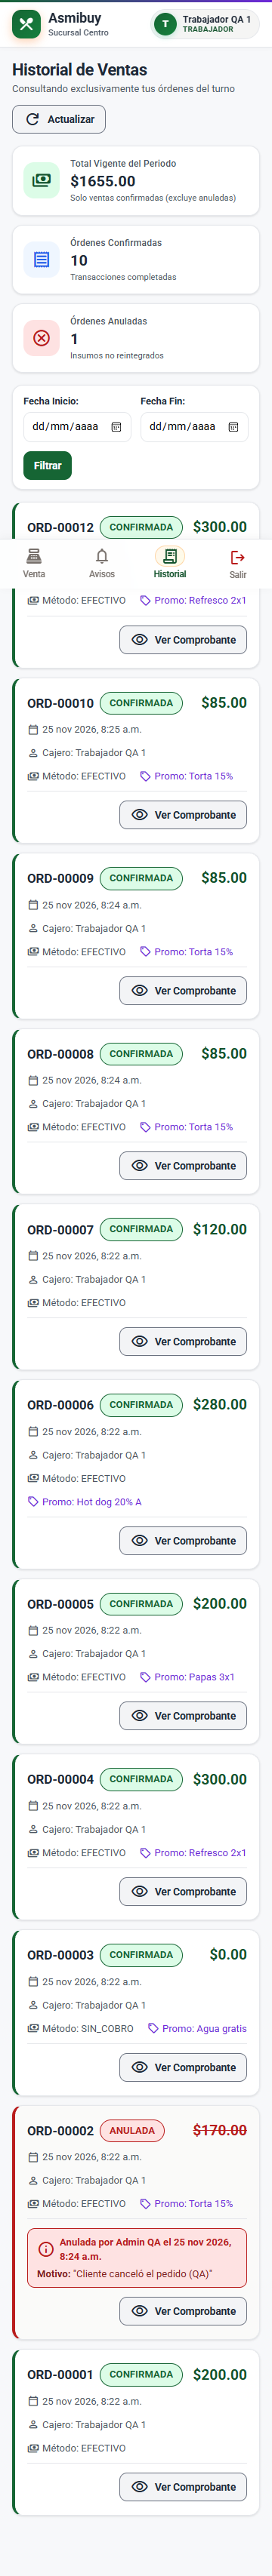 Asmibuy
Sucursal Centro
T
Trabajador QA 1
TRABAJADOR
Historial de Ventas
Consultando exclusivamente tus órdenes del turno
Actualizar
Total Vigente del Periodo
$1655.00
Solo ventas confirmadas (excluye anuladas)
Órdenes Confirmadas
10
Transacciones completadas
Órdenes Anuladas
1
Insumos no reintegrados
Fecha Inicio:
Fecha Fin:
dd/mm/aaaa
dd/mm/aaaa
Filtrar
ORD-00012 CONFIRMADA $300.00
Venta
Avisos
Historial
Salir
Método: EFECTIVO Promo: Refresco 2x1
Ver Comprobante
ORD-00010 CONFIRMADA $85.00
25 nov 2026, 8:25 a.m.
Cajero: Trabajador QA 1
Método: EFECTIVO Promo: Torta 15%
Ver Comprobante
ORD-00009 CONFIRMADA $85.00
25 nov 2026, 8:24 a.m.
Cajero: Trabajador QA 1
Método: EFECTIVO Promo: Torta 15%
Ver Comprobante
ORD-00008 CONFIRMADA $85.00
25 nov 2026, 8:24 a.m.
Cajero: Trabajador QA 1
Método: EFECTIVO Promo: Torta 15%
Ver Comprobante
ORD-00007 CONFIRMADA $120.00
25 nov 2026, 8:22 a.m.
Cajero: Trabajador QA 1
Método: EFECTIVO
Ver Comprobante
ORD-00006 CONFIRMADA $280.00
25 nov 2026, 8:22 a.m.
Cajero: Trabajador QA 1
Método: EFECTIVO
Promo: Hot dog 20% A
Ver Comprobante
ORD-00005 CONFIRMADA $200.00
25 nov 2026, 8:22 a.m.
Cajero: Trabajador QA 1
Método: EFECTIVO Promo: Papas 3x1
Ver Comprobante
ORD-00004 CONFIRMADA $300.00
25 nov 2026, 8:22 a.m.
Cajero: Trabajador QA 1
Método: EFECTIVO Promo: Refresco 2x1
Ver Comprobante
ORD-00003 CONFIRMADA $0.00
25 nov 2026, 8:22 a.m.
Cajero: Trabajador QA 1
Método: SIN_COBRO Promo: Agua gratis
Ver Comprobante
ORD-00002 ANULADA $170.00
25 nov 2026, 8:22 a.m.
Cajero: Trabajador QA 1
Método: EFECTIVO Promo: Torta 15%
Anulada por Admin QA el 25 nov 2026,
8:24 a.m.
Motivo: "Cliente canceló el pedido (QA)"
Ver Comprobante
ORD-00001 CONFIRMADA $200.00
25 nov 2026, 8:22 a.m.
Cajero: Trabajador QA 1
Método: EFECTIVO
Ver Comprobante